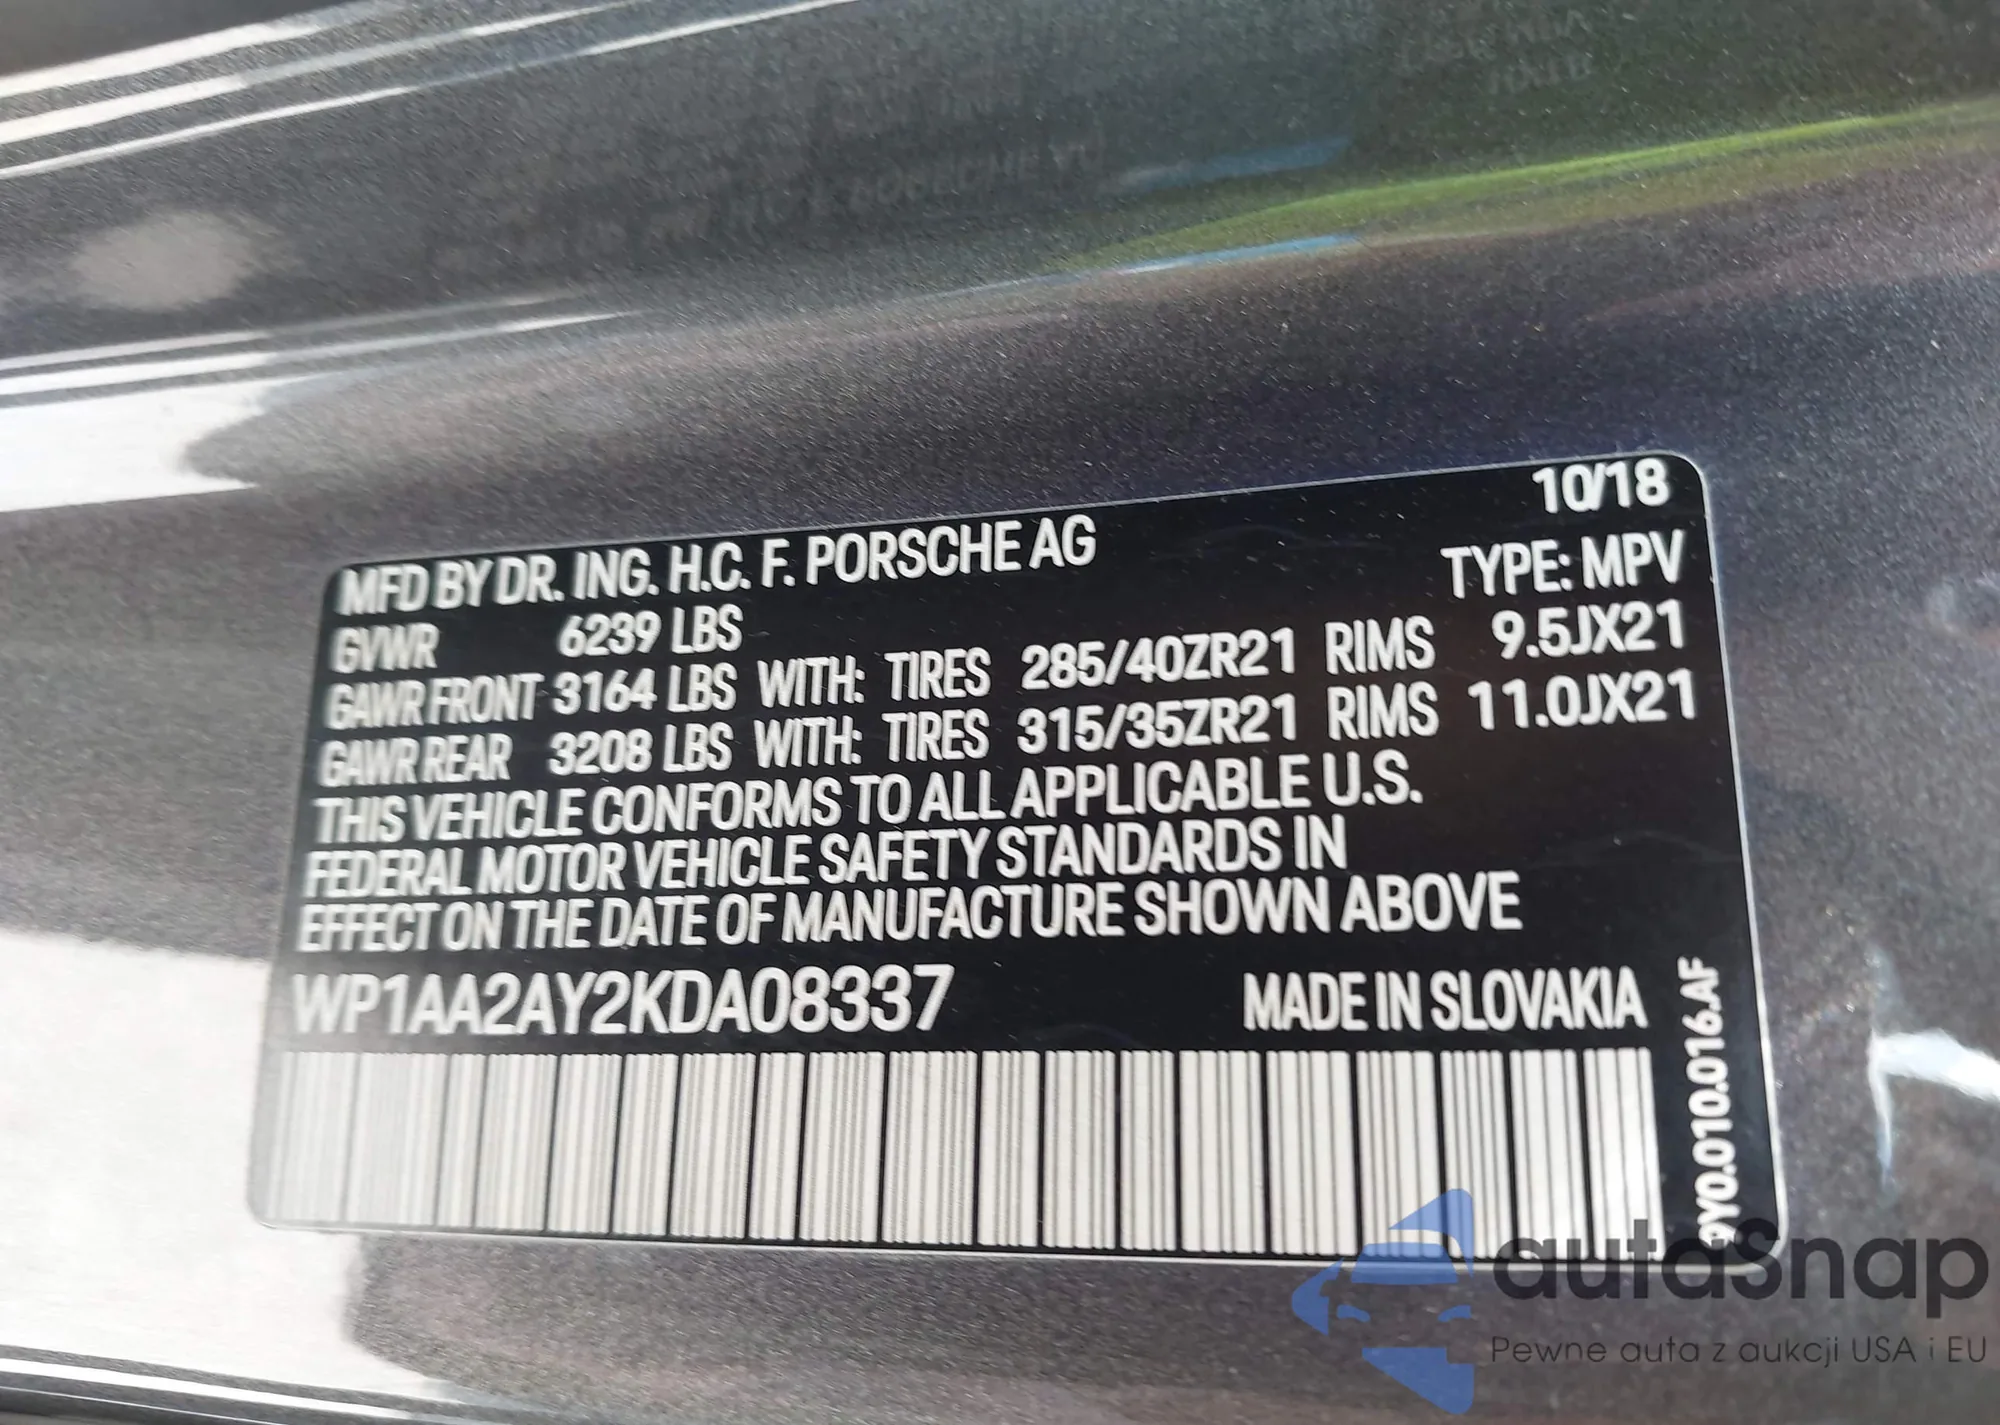 10/18
MFD BY DR. ING. H.C. F. PORSCHE AG TYPE: MPV
GVWR 6239 LBS
GAWR FRONT 3164 LBS WITH: TIRES 285/40ZR21 RIMS 9.5JX21
GAWR REAR 3208 LBS WITH: TIRES 315/35ZR21 RIMS 11.0JX21
THIS VEHICLE CONFORMS TO ALL APPLICABLE U.S.
FEDERAL MOTOR VEHICLE SAFETY STANDARDS IN
EFFECT ON THE DATE OF MANUFACTURE SHOWN ABOVE
WP1AA2AY2KDA08337 MADE IN SLOVAKIA
9Y0.010.016.AF
autaSnap
Pewne auta z aukcji USA i EU